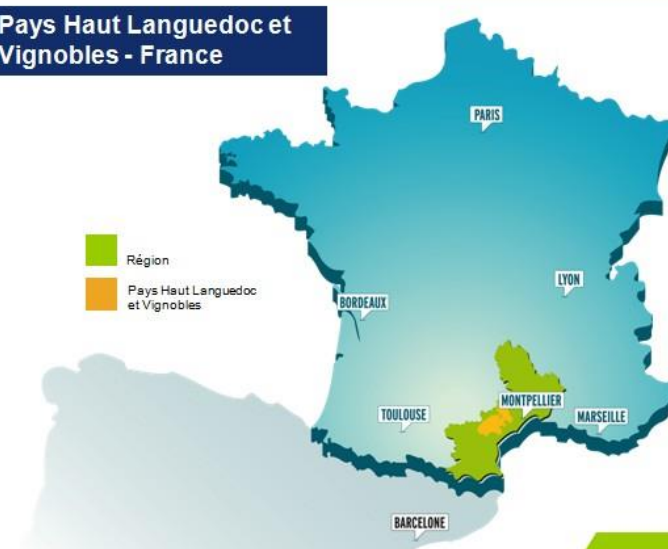 Pays Haut Languedoc et
Vignobles - France
PARIS
Région
Pays Haut Languedoc
et Vignobles
LYON
BORDEAUX
MONTPELLIER
TOULOUSE
MARSEILLE
BARCELONE